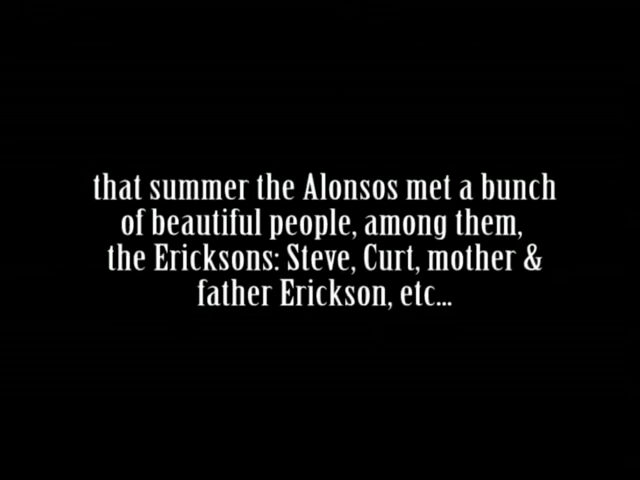 that summer the Alonsos met a bunch
of beautiful people, among them,
the Ericksons: Steve, Curt, mother &
father Erickson, etc...